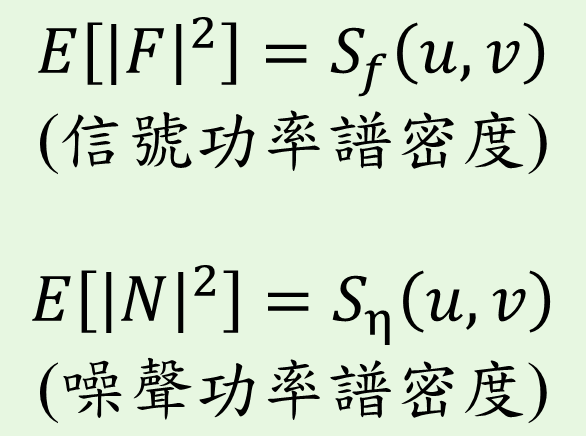 E[|F|²] = S_f(u, v)
(信號功率譜密度)
E[|N|²] = S_η(u, v)
(噪聲功率譜密度)